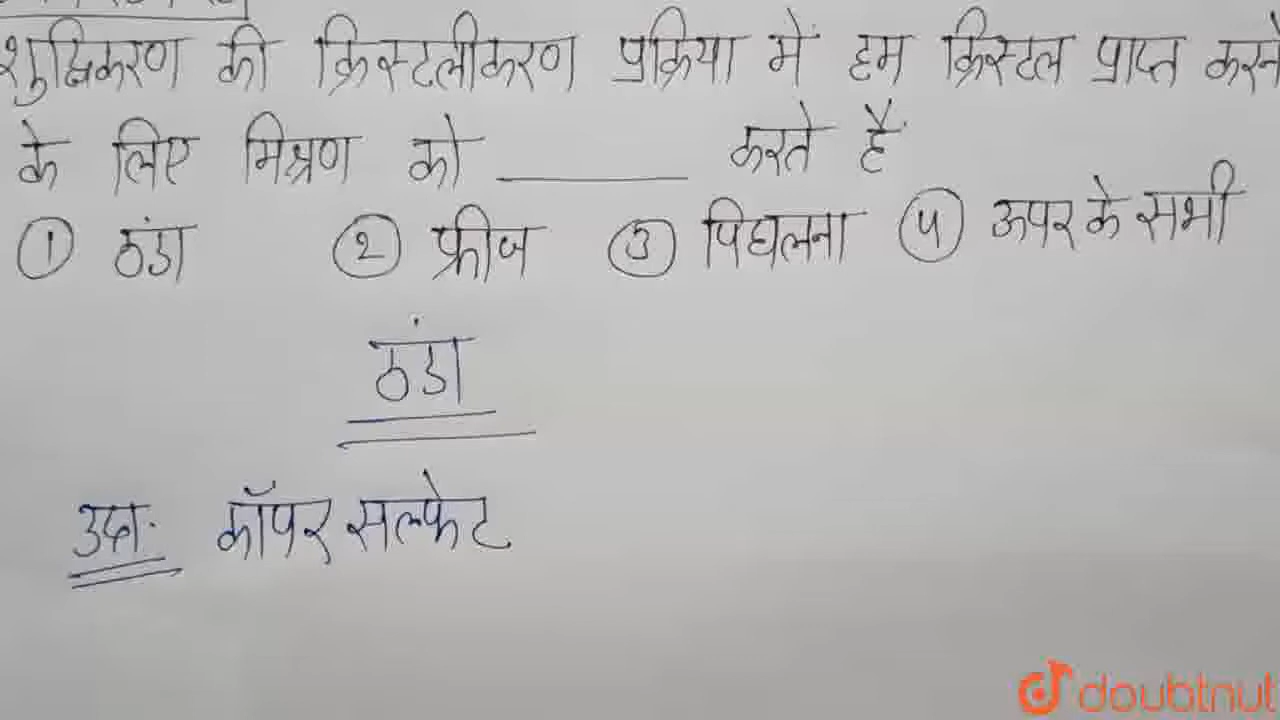 शुद्धिकरण की क्रिस्टलीकरण प्रक्रिया में हम क्रिस्टल प्राप्त करने
के लिए मिश्रण को ______ करते हैं
① ठंडा ② फ्रीज ③ पिघलना ④ ऊपर के सभी
ठंडा
उदा. कॉपर सल्फेट
doubtnut